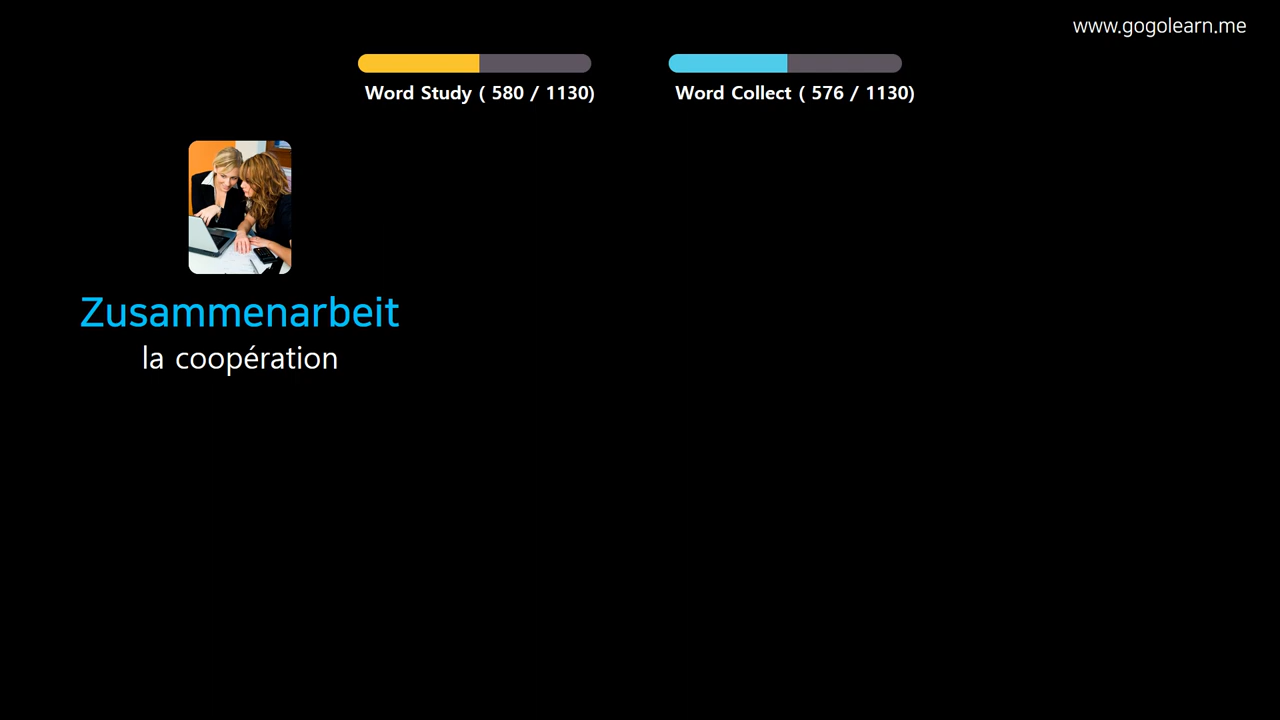 www.gogolearn.me
Word Study ( 580 / 1130)
Word Collect ( 576 / 1130)
Zusammenarbeit
la coopération